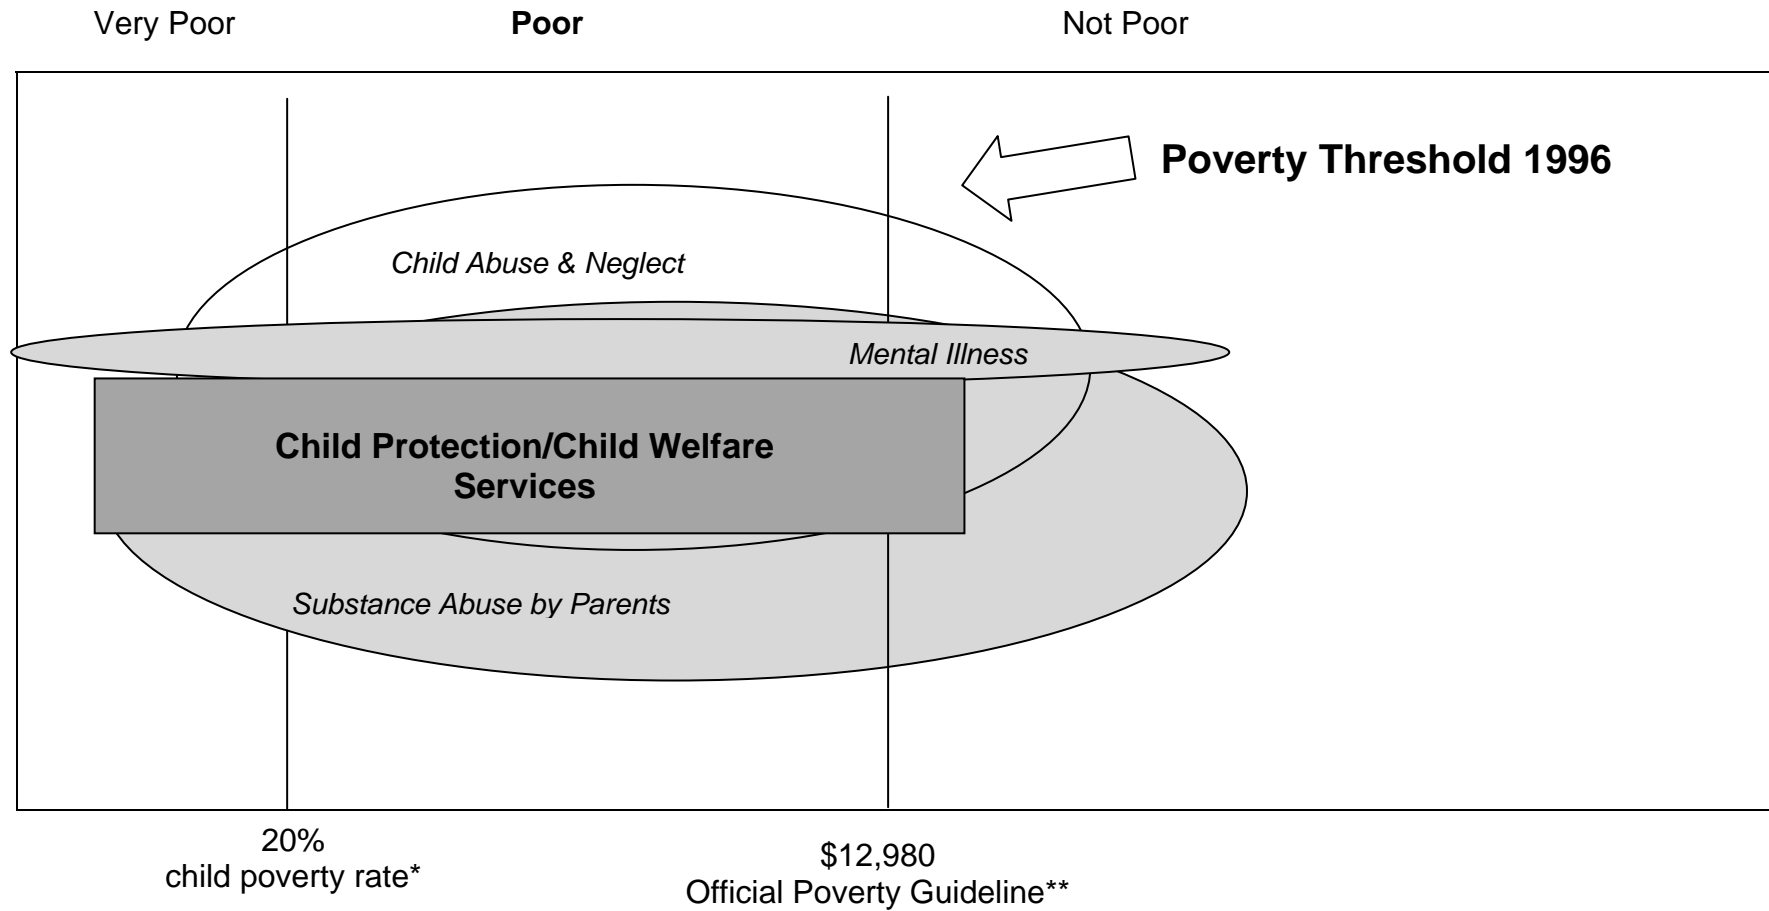 Very Poor
Poor
Not Poor
Poverty Threshold 1996
Child Abuse & Neglect
Mental Illness
Child Protection/Child Welfare
Services
Substance Abuse by Parents
20%
child poverty rate*
$12,980
Official Poverty Guideline**